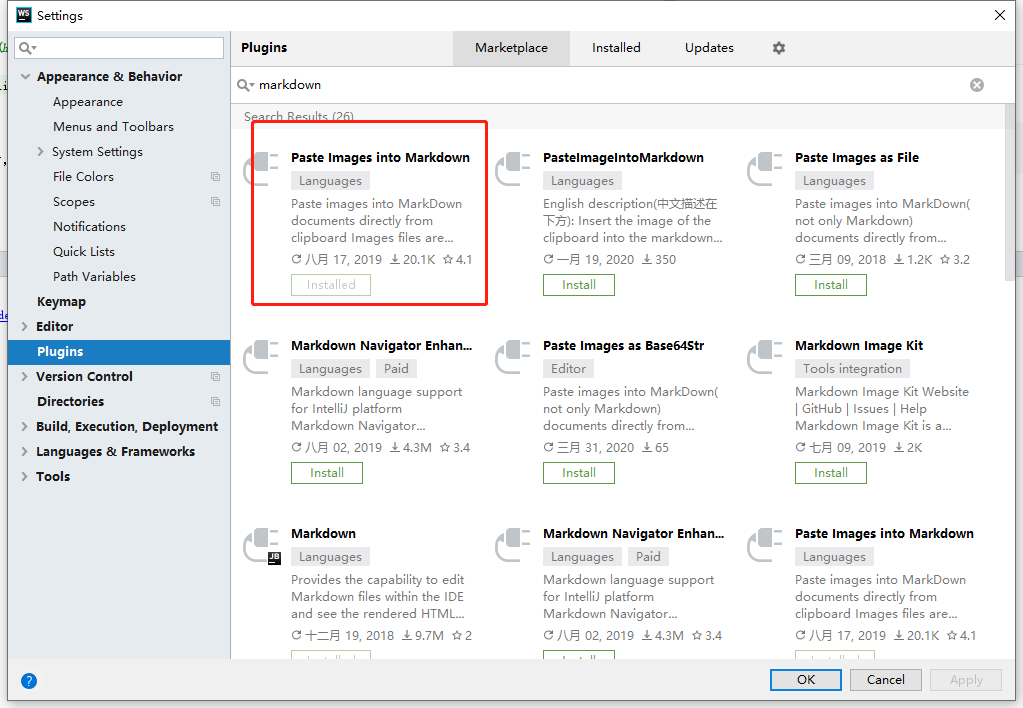 WS Settings
Plugins
Marketplace
Installed
Updates
markdown
Search Results (26)
Appearance & Behavior
Appearance
Menus and Toolbars
System Settings
File Colors
Scopes
Notifications
Quick Lists
Path Variables
Keymap
Editor
Plugins
Version Control
Directories
Build, Execution, Deployment
Languages & Frameworks
Tools
Paste Images into Markdown
Languages
Paste images into MarkDown
documents directly from
clipboard Images files are...
八月 17, 2019 20.1K 4.1
Installed
PasteImageIntoMarkdown
Languages
English description(中文描述在
下方): Insert the image of the
clipboard into the markdown...
一月 19, 2020 350
Install
Paste Images as File
Languages
Paste images into MarkDown(
not only Markdown)
documents directly from...
三月 09, 2018 1.2K 3.2
Install
Markdown Navigator Enhan...
Languages Paid
Markdown language support
for IntelliJ platform
Markdown Navigator...
八月 02, 2019 4.3M 3.4
Install
Paste Images as Base64Str
Editor
Paste images into MarkDown(
not only Markdown)
documents directly from...
三月 31, 2020 65
Install
Markdown Image Kit
Tools integration
Markdown Image Kit Website
| GitHub | Issues | Help
Markdown Image Kit is a...
七月 09, 2019 2K
Install
Markdown
JB
Languages
Provides the capability to edit
Markdown files within the IDE
and see the rendered HTML...
十二月 19, 2018 9.7M 2
Markdown Navigator Enhan...
Languages Paid
Markdown language support
for IntelliJ platform
Markdown Navigator...
八月 02, 2019 4.3M 3.4
Paste Images into Markdown
Languages
Paste images into MarkDown
documents directly from
clipboard Images files are...
八月 17, 2019 20.1K 4.1
?
OK
Cancel
Apply